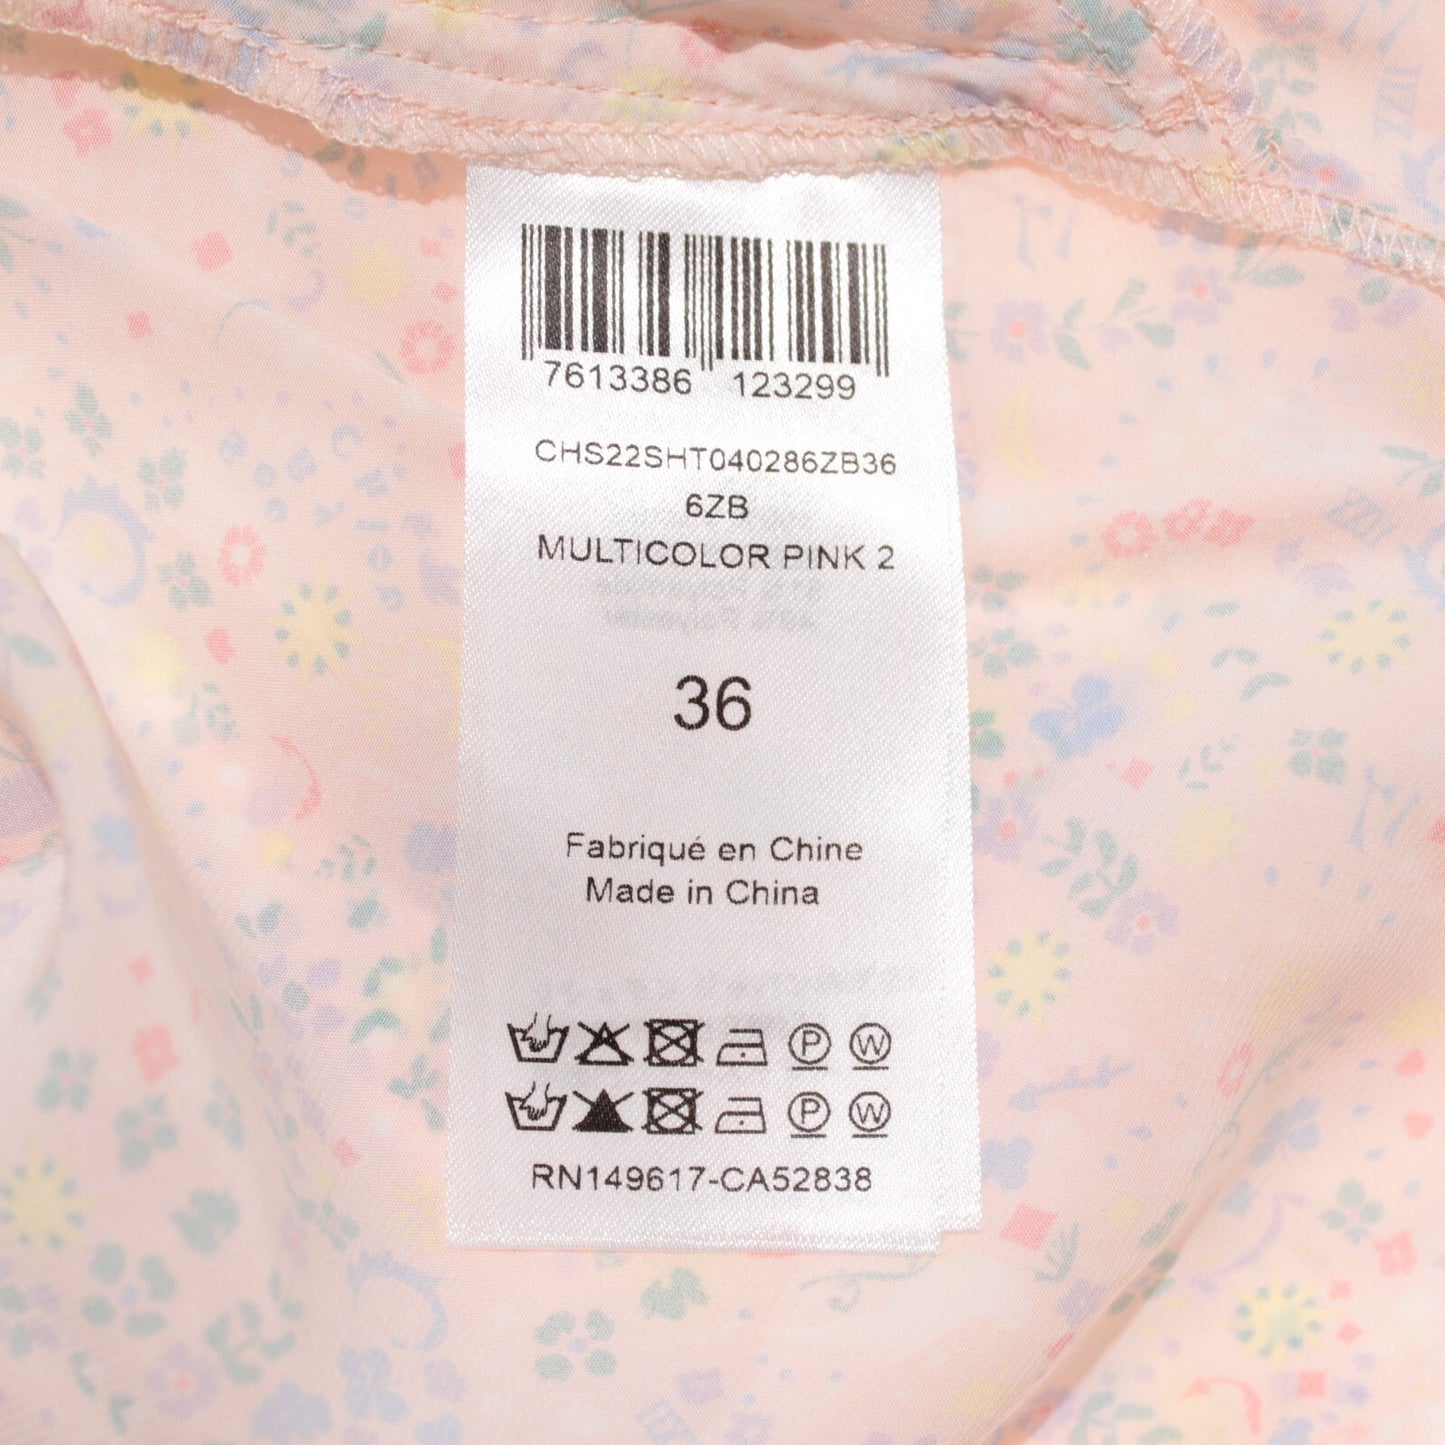 7613386 123299
CHS22SHT040286ZB36
6ZB
MULTICOLOR PINK 2
36
Fabriqué en Chine
Made in China
P W
P W
RN149617-CA52838